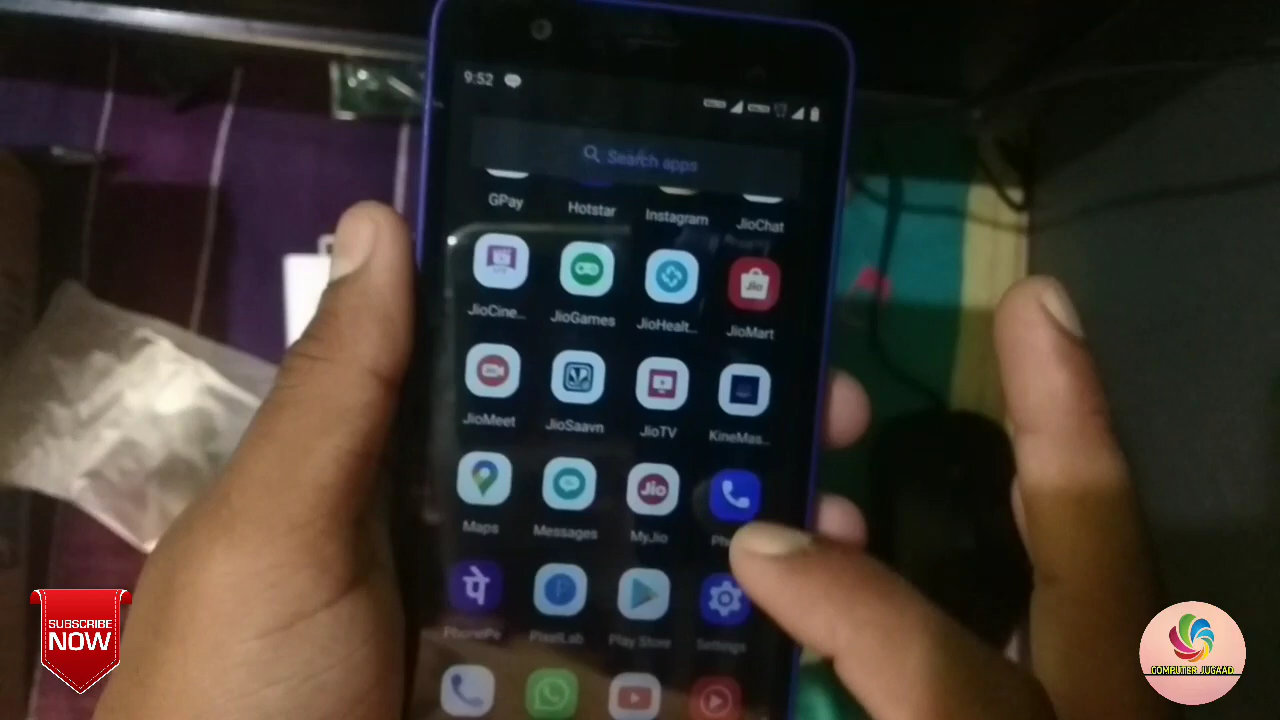 9:52
Search apps
GPay
Hotstar
Instagram
JioChat
JioCine...
JioGames
JioHealt...
JioMart
Jio
JioMeet
JioSaavn
JioTV
KineMas...
Maps
Messages
MyJio
Jio
पे
PhonePe
PixelLab
Play Store
Settings
SUBSCRIBE
NOW
COMPUTER JUGAAD